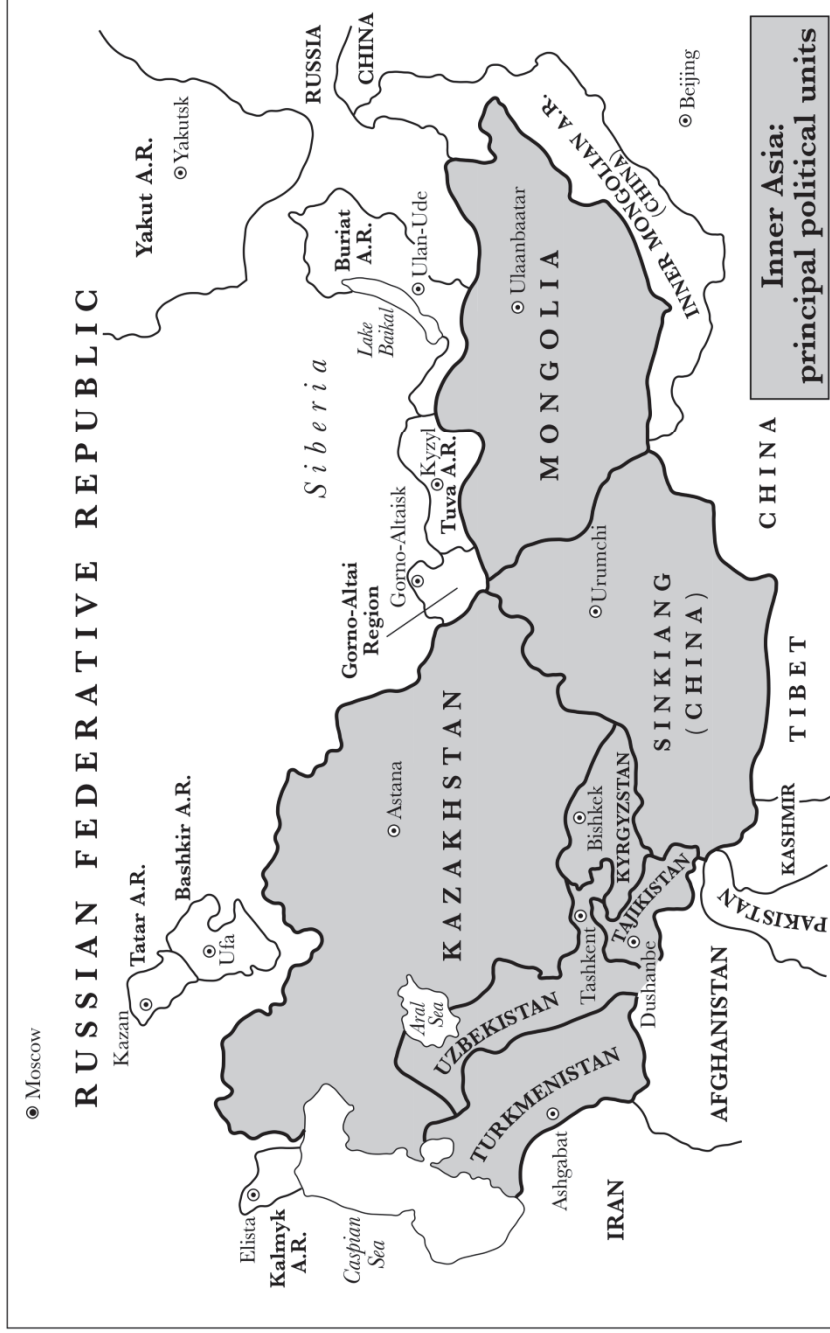 Moscow
RUSSIAN FEDERATIVE REPUBLIC
Kazan
Tatar A.R.
Bashkir A.R.
Ufa
Yakut A.R.
Yakutsk
Elista
Kalmyk
A.R.
Caspian
Sea
Siberia
Gorno-Altai
Region
Gorno-Altaisk
Kyzyl
Tuva A.R.
Lake
Baikal
Buriat
A.R.
Ulan-Ude
RUSSIA
CHINA
Astana
KAZAKHSTAN
Aral
Sea
UZBEKISTAN
TURKMENISTAN
Ashgabat
Tashkent
Bishkek
KYRGYZSTAN
TAJIKISTAN
Dushanbe
Urumchi
SINKIANG
(CHINA)
Ulaanbaatar
MONGOLIA
INNER MONGOLIAN A.R.
(CHINA)
Beijing
IRAN
AFGHANISTAN
PAKISTAN
KASHMIR
TIBET
CHINA
Inner Asia:
principal political units